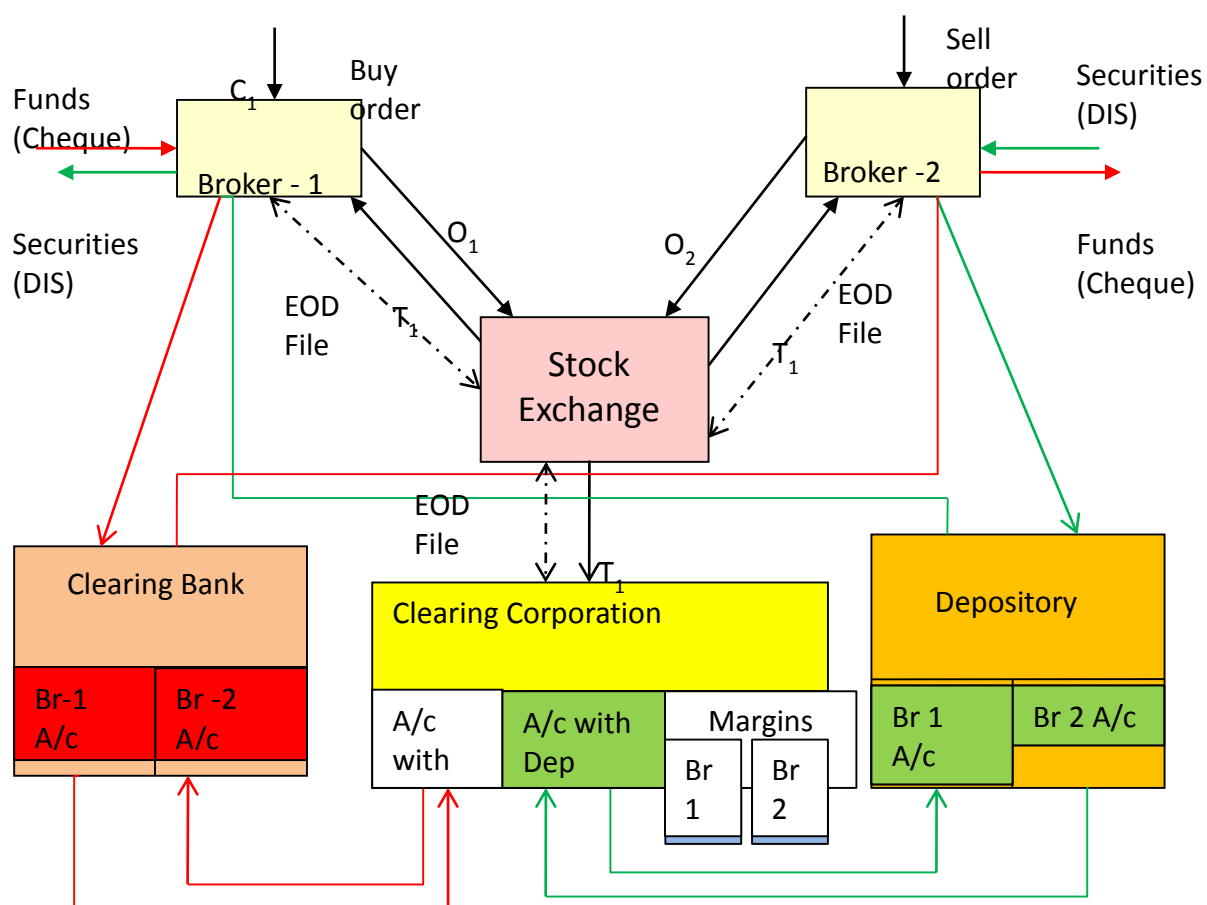 C1
Buy
order
Sell
order
Funds
(Cheque)
Securities
(DIS)
Broker - 1
Broker -2
Securities
(DIS)
O1
O2
Funds
(Cheque)
EOD
File
T1
EOD
File
T1
Stock
Exchange
EOD
File
T1
Clearing Bank
Clearing Corporation
Depository
Br-1
A/c
Br -2
A/c
A/c
with
A/c with
Dep
Margins
Br
1
Br
2
Br 1
A/c
Br 2 A/c